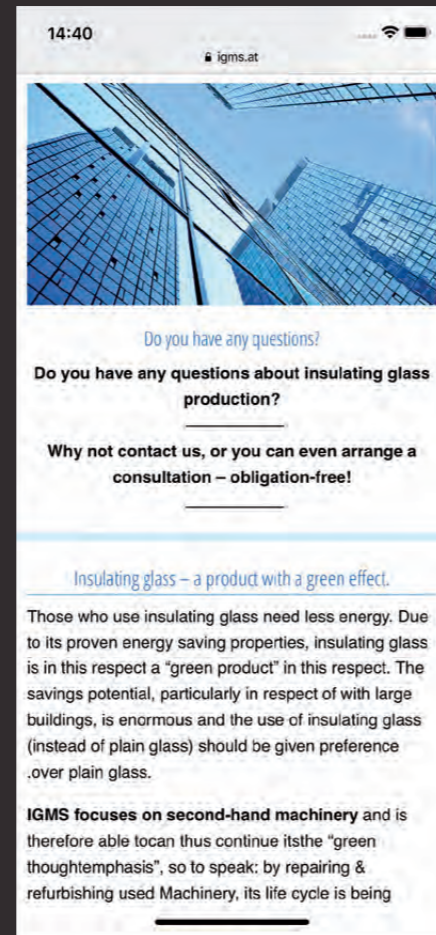 14:40
igms.at
Do you have any questions?
Do you have any questions about insulating glass
production?
Why not contact us, or you can even arrange a
consultation – obligation-free!
Insulating glass – a product with a green effect.
Those who use insulating glass need less energy. Due
to its proven energy saving properties, insulating glass
is in this respect a “green product” in this respect. The
savings potential, particularly in respect of with large
buildings, is enormous and the use of insulating glass
(instead of plain glass) should be given preference
.over plain glass.
IGMS focuses on second-hand machinery and is
therefore able tocan thus continue itsthe “green
thoughtemphasis”, so to speak: by repairing &
refurbishing used Machinery, its life cycle is being